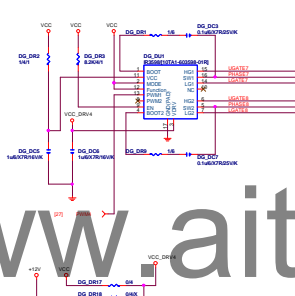 DG_DC3
0.1u/6/X7R/25V/K
VCC VCC VCC
DG_DR1 1/6
DG_DR2
1/4/1
DG_DR3
8.2K/4/1
DG_DU1
BOOT HG1 UGATE7
VCC SW1 PHASE7
MODE LG1 LGATE7
Function NC
PWM1
PWM2 HG2 UGATE8
EN SW2 PHASE8
BOOT2 LG2 LGATE8
VCC_DRV4
DG_DC5
1u/6/X7R/16V/K
DG_DC6
1u/6/X7R/16V/K
DG_DR9 1/6
DG_DC7
0.1u/6/X7R/25V/K
[27]
ww.ait
+12V VCC VCC_DRV4
DG_DR17 0/4
DG_DR18 0/4/X